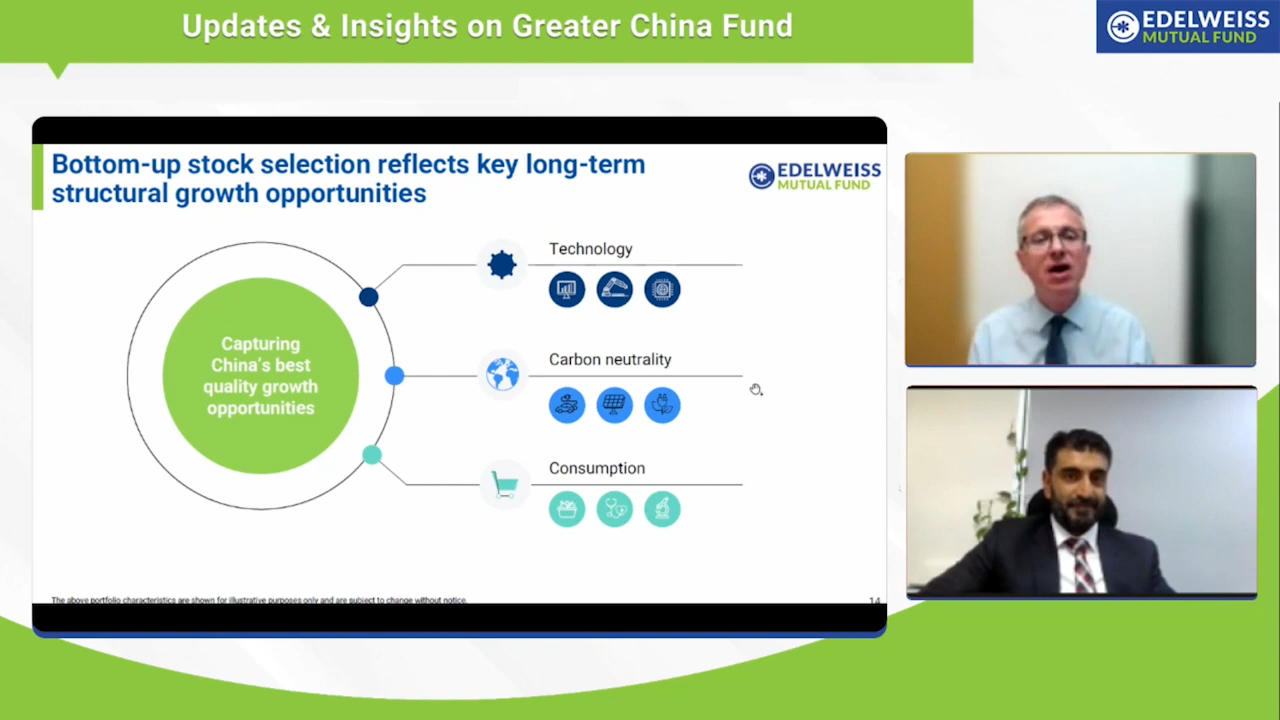 Updates & Insights on Greater China Fund
EDELWEISS
MUTUAL FUND
Bottom-up stock selection reflects key long-term
structural growth opportunities
EDELWEISS
MUTUAL FUND
Capturing
China's best
quality growth
opportunities
Technology
Carbon neutrality
Consumption
The above portfolio characteristics are shown for illustrative purposes only and are subject to change without notice.
14